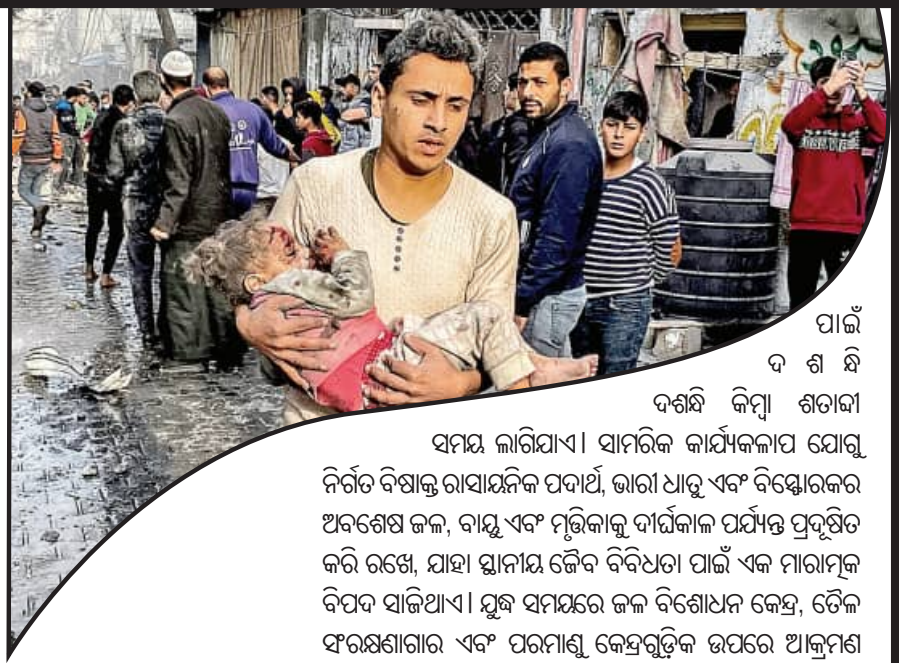 ପାଇଁ
ଦ ଶ ନ୍ଧି
ଦଶନ୍ଧି କିମ୍ବା ଶତାବ୍ଦୀ
ସମୟ ଲାଗିଯାଏ। ସାମରିକ କାର୍ଯ୍ୟକଳାପ ଯୋଗୁ
ନିର୍ଗତ ବିଷାକ୍ତ ରାସାୟନିକ ପଦାର୍ଥ, ଭାରୀ ଧାତୁ ଏବଂ ବିସ୍ଫୋରକର
ଅବଶେଷ ଜଳ, ବାୟୁ ଏବଂ ମୃତ୍ତିକାକୁ ଦୀର୍ଘକାଳ ପର୍ଯ୍ୟନ୍ତ ପ୍ରଦୂଷିତ
କରି ରଖେ, ଯାହା ସ୍ଥାନୀୟ ଜୈବ ବିବିଧତା ପାଇଁ ଏକ ମାରାତ୍ମକ
ବିପଦ ସାଜିଥାଏ। ଯୁଦ୍ଧ ସମୟରେ ଜଳ ବିଶୋଧନ କେନ୍ଦ୍ର, ତୈଳ
ସଂରକ୍ଷଣାଗାର ଏବଂ ପରମାଣୁ କେନ୍ଦ୍ରଗୁଡ଼ିକ ଉପରେ ଆକ୍ରମଣ